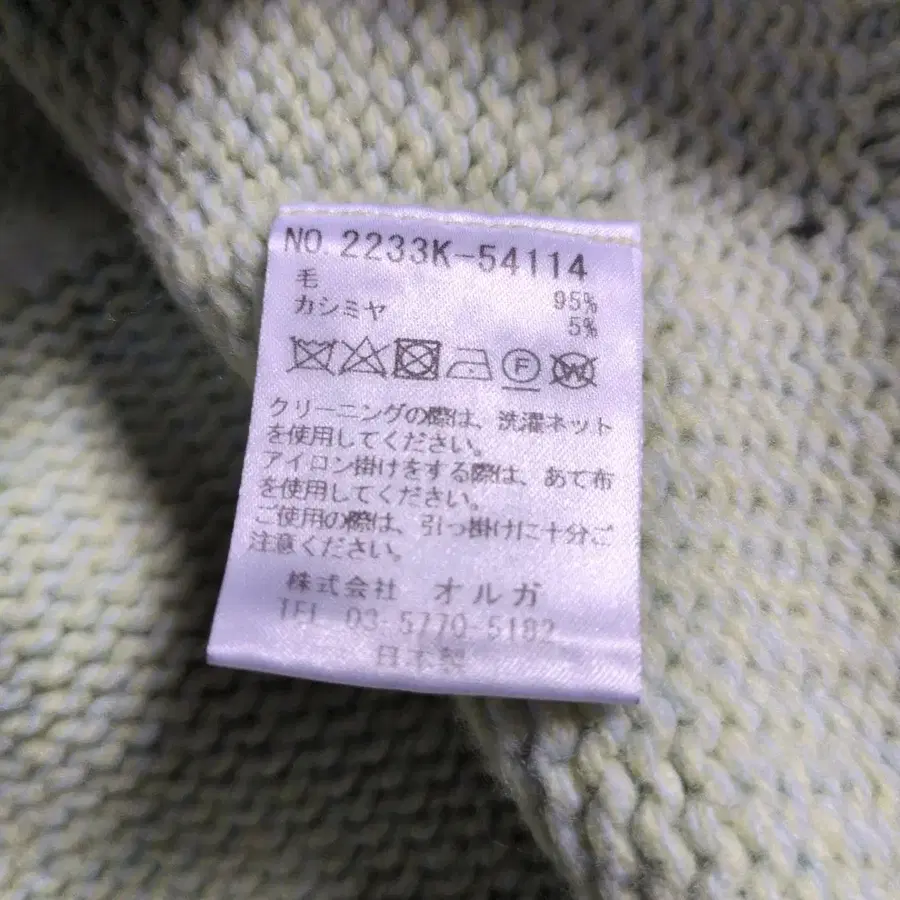 NO. 2233K-54114
毛 95%
カシミヤ 5%
F W
クリーニングの際は、洗濯ネット
を使用してください。
アイロン掛けをする際は、あて布
を使用してください。
ご使用の際は、引っ掛けに十分ご
注意ください。
株式会社 オルガ
TEL 03-5770-5182
日本製